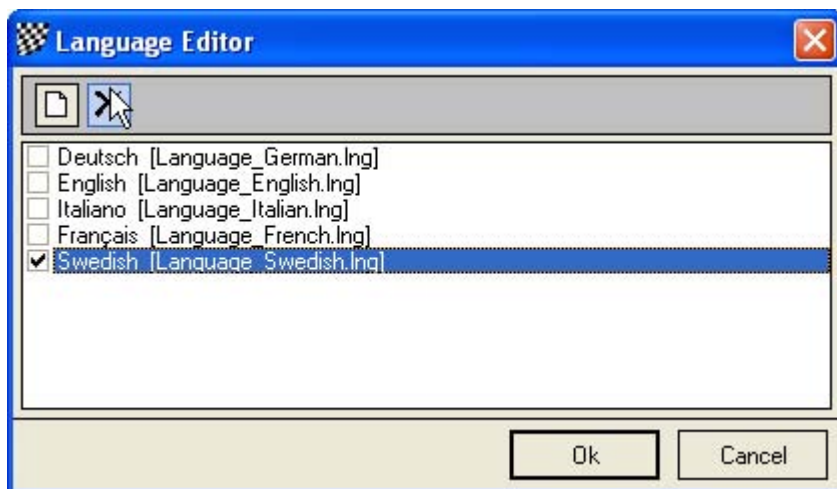 Language Editor
Deutsch [Language_German.lng]
English [Language_English.lng]
Italiano [Language_Italian.lng]
Français [Language_French.lng]
Swedish [Language_Swedish.lng]
Ok Cancel